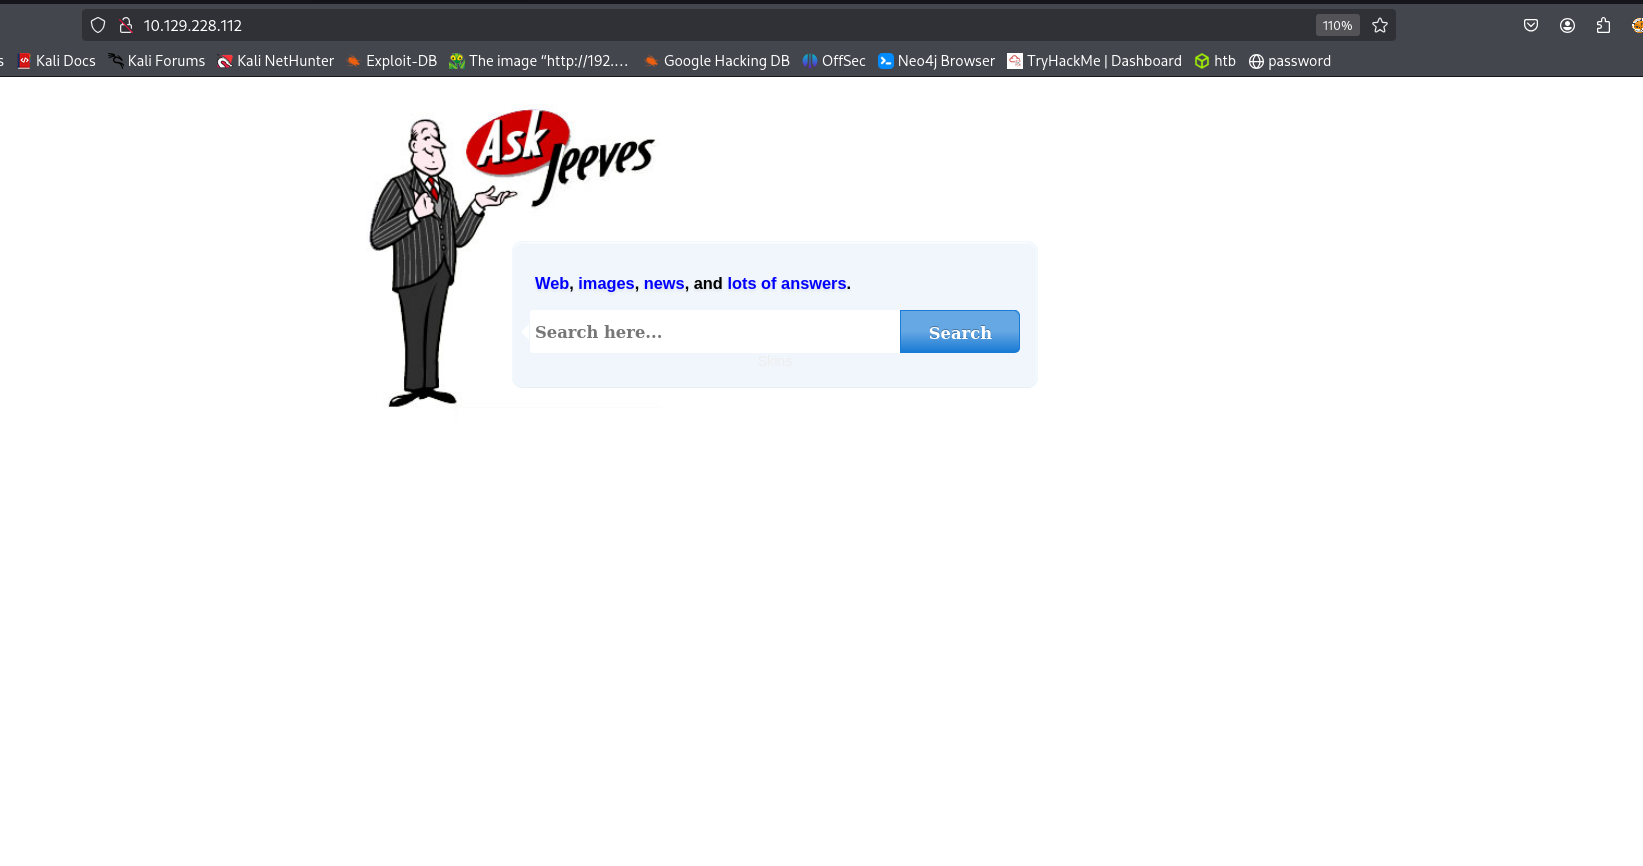 10.129.228.112
110%
s Kali Docs Kali Forums Kali NetHunter Exploit-DB The image “http://192.... Google Hacking DB OffSec Neo4j Browser TryHackMe | Dashboard htb password
Ask
Jeeves
Web, images, news, and lots of answers.
Search here... Search
Skins